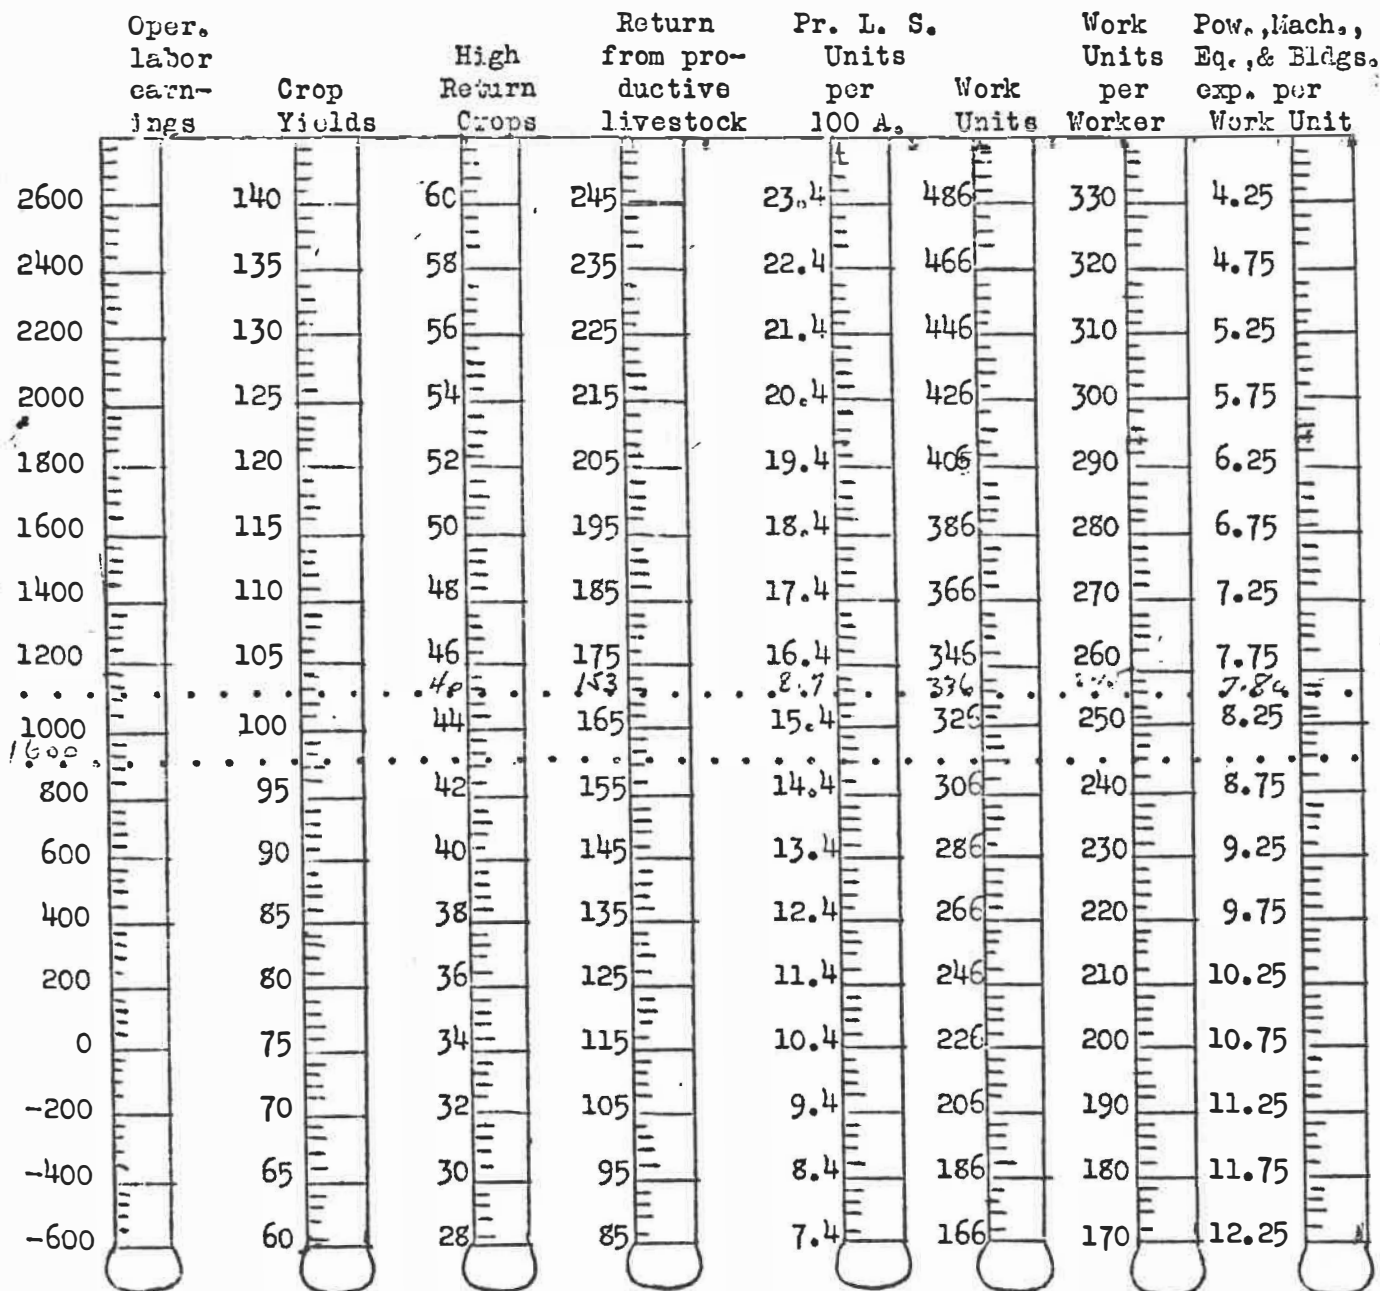 Oper. labor earn- ings
Crop Yields
High Return Crops
Return from pro- ductive livestock
Pr. L. S. Units per 100 A.
Work Units
Work Units per Worker
Pow., Mach., Eq., & Bldgs. exp. per Work Unit
2600 140 60 245 23.4 486 330 4.25
2400 135 58 235 22.4 466 320 4.75
2200 130 56 225 21.4 446 310 5.25
2000 125 54 215 20.4 426 300 5.75
1800 120 52 205 19.4 406 290 6.25
1600 115 50 195 18.4 386 280 6.75
1400 110 48 185 17.4 366 270 7.25
1200 105 46 175 16.4 346 260 7.75
153 8.7 336
1000 100 44 165 15.4 326 250 8.25
800 95 42 155 14.4 306 240 8.75
600 90 40 145 13.4 286 230 9.25
400 85 38 135 12.4 266 220 9.75
200 80 36 125 11.4 246 210 10.25
0 75 34 115 10.4 226 200 10.75
-200 70 32 105 9.4 206 190 11.25
-400 65 30 95 8.4 186 180 11.75
-600 60 28 85 7.4 166 170 12.25